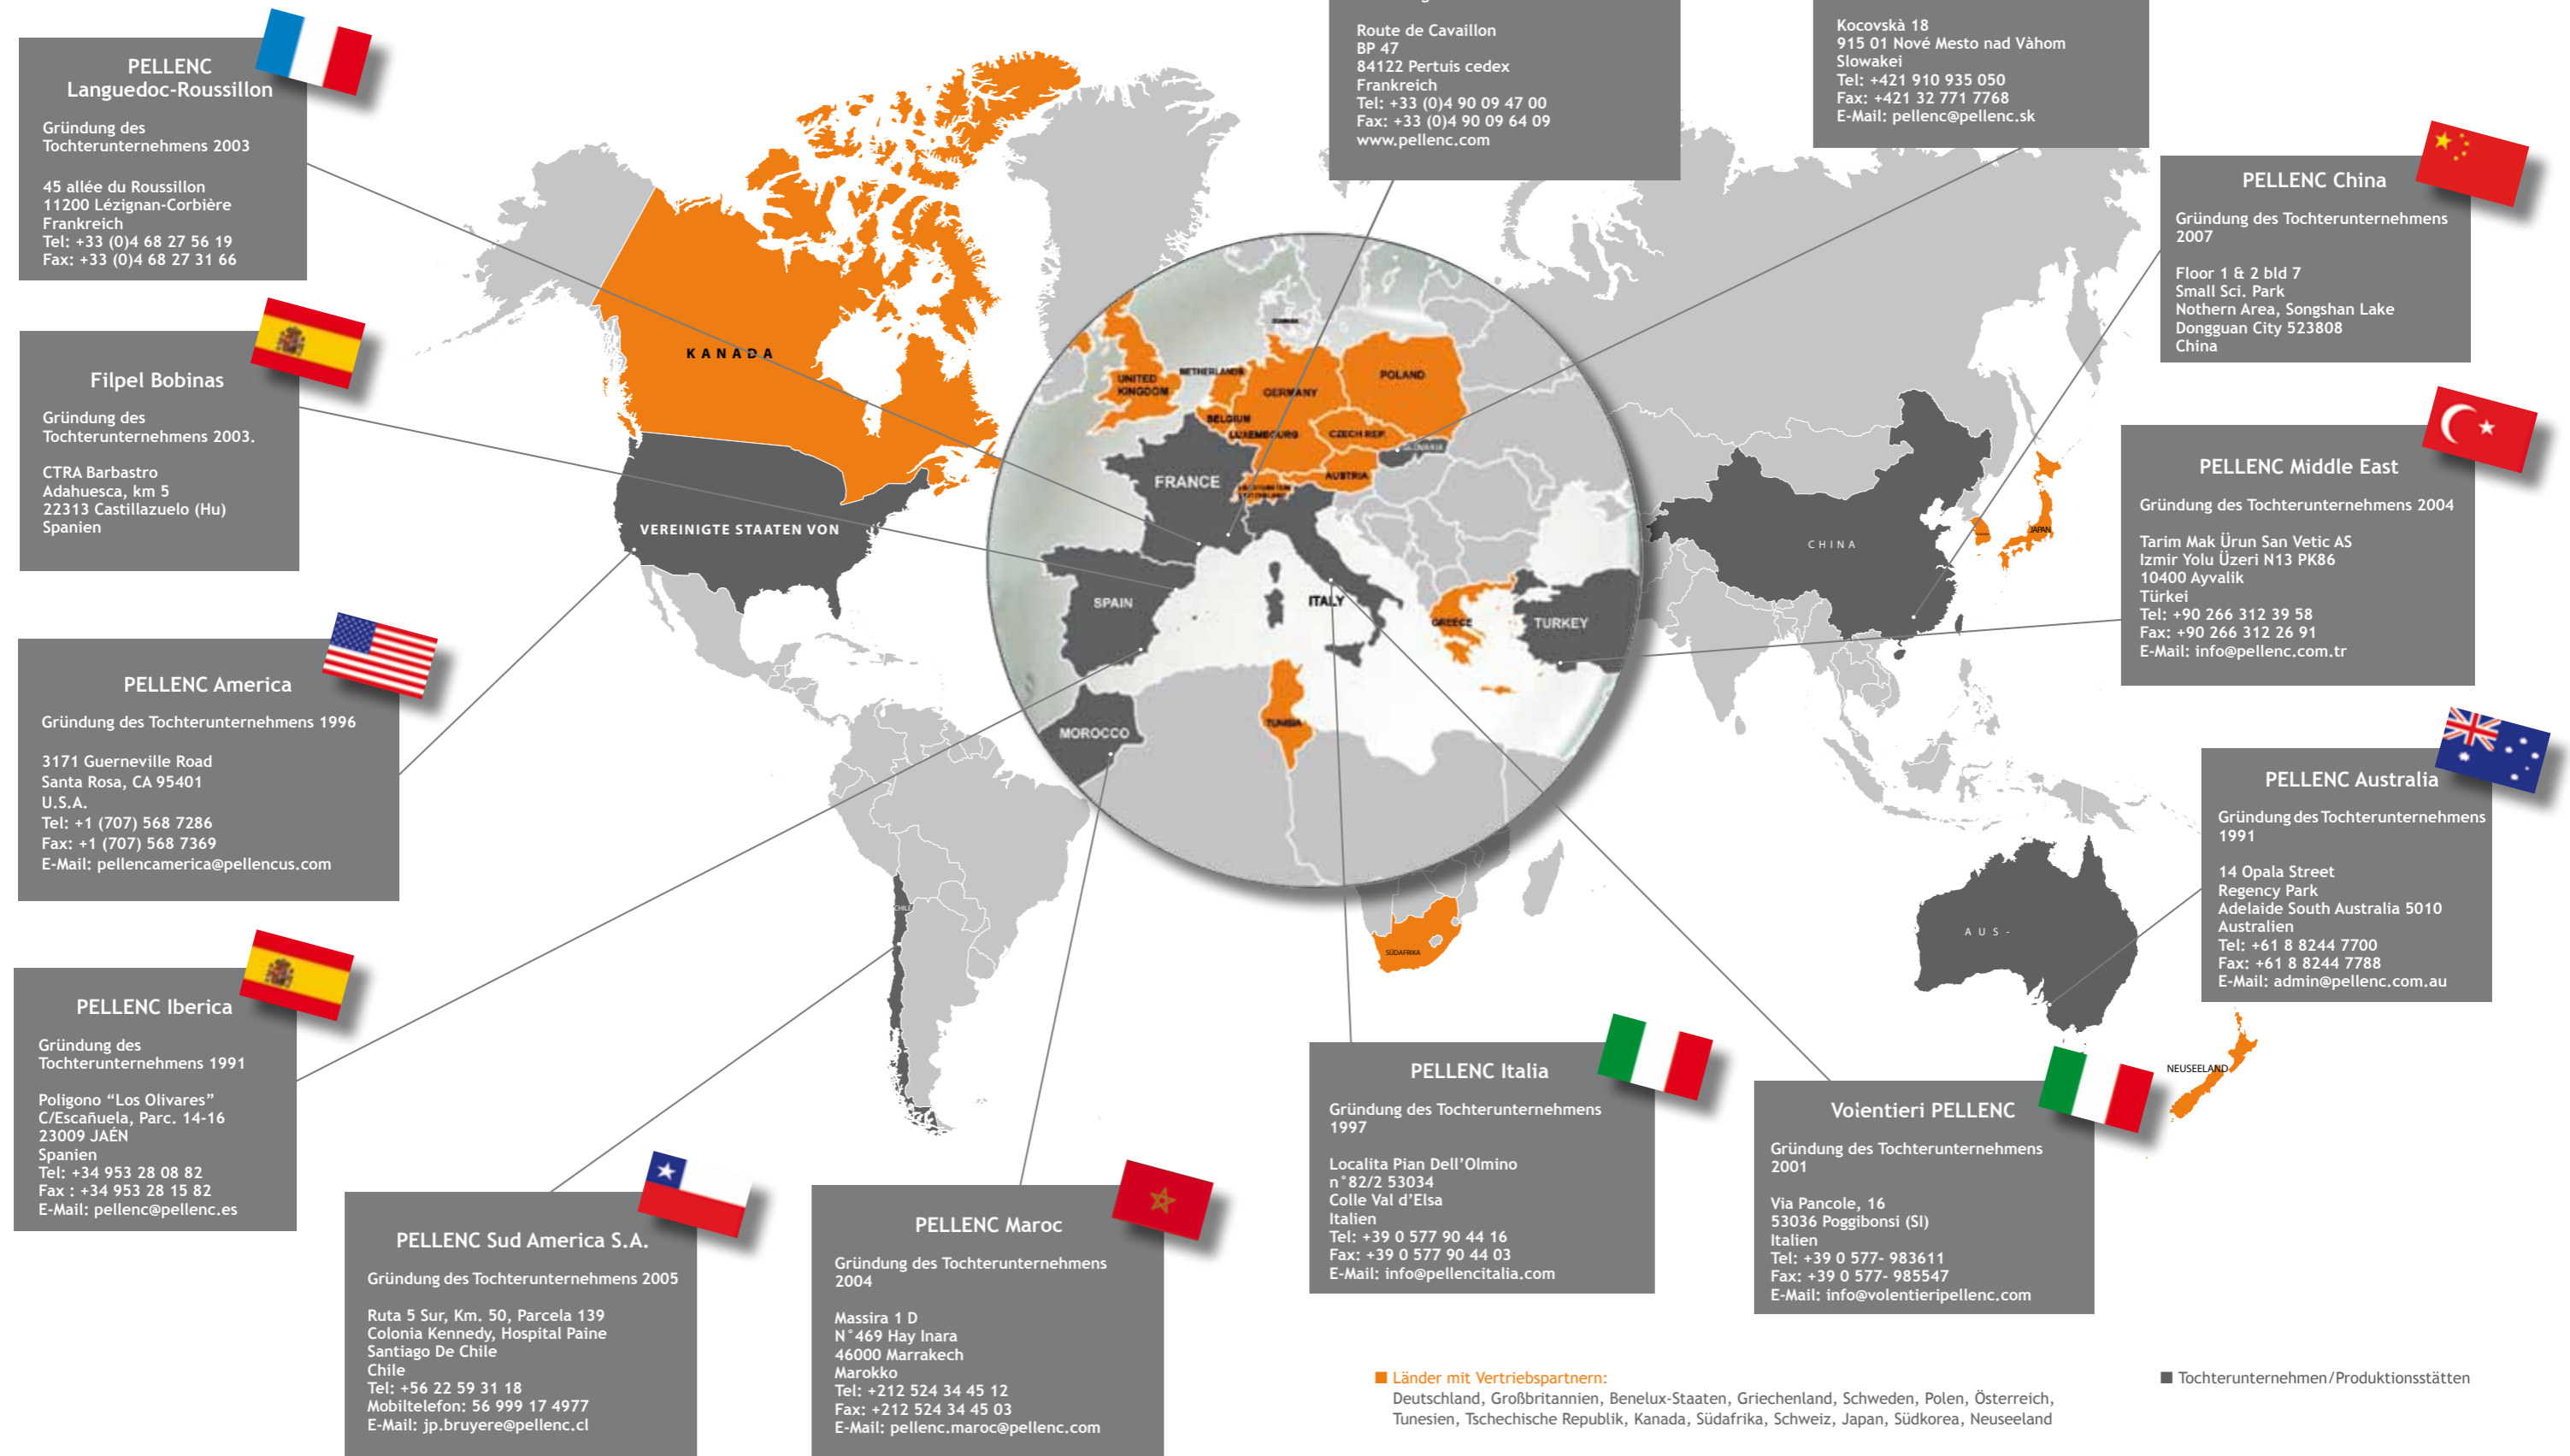 PELLENC
Languedoc-Roussillon
Gründung des
Tochterunternehmens 2003
45 allée du Roussillon
11200 Lézignan-Corbière
Frankreich
Tel: +33 (0)4 68 27 56 19
Fax: +33 (0)4 68 27 31 66
Route de Cavaillon
BP 47
84122 Pertuis cedex
Frankreich
Tel: +33 (0)4 90 09 47 00
Fax: +33 (0)4 90 09 64 09
www.pellenc.com
Kocovskà 18
915 01 Nové Mesto nad Vàhom
Slowakei
Tel: +421 910 935 050
Fax: +421 32 771 7768
E-Mail: pellenc@pellenc.sk
PELLENC China
Gründung des Tochterunternehmens
2007
Floor 1 & 2 bld 7
Small Sci. Park
Nothern Area, Songshan Lake
Dongguan City 523808
China
Filpel Bobinas
Gründung des
Tochterunternehmens 2003.
CTRA Barbastro
Adahuesca, km 5
22313 Castillazuelo (Hu)
Spanien
KANADA
VEREINIGTE STAATEN VON
UNITED
KINGDOM
NETHERLANDS
GERMANY
POLAND
BELGIUM
LUXEMBOURG
CZECH REP.
SLOVAKIA
AUSTRIA
FRANCE
SPAIN
ITALY
GREECE
TURKEY
TUNISIA
MOROCCO
CHINA
JAPAN
PELLENC Middle East
Gründung des Tochterunternehmens 2004
Tarim Mak Ürun San Vetic AS
Izmir Yolu Üzeri N13 PK86
10400 Ayvalik
Türkei
Tel: +90 266 312 39 58
Fax: +90 266 312 26 91
E-Mail: info@pellenc.com.tr
PELLENC America
Gründung des Tochterunternehmens 1996
3171 Guerneville Road
Santa Rosa, CA 95401
U.S.A.
Tel: +1 (707) 568 7286
Fax: +1 (707) 568 7369
E-Mail: pellencamerica@pellencus.com
PELLENC Australia
Gründung des Tochterunternehmens
1991
14 Opala Street
Regency Park
Adelaide South Australia 5010
Australien
Tel: +61 8 8244 7700
Fax: +61 8 8244 7788
E-Mail: admin@pellenc.com.au
CHILE
SÜDAFRIKA
AUS-
NEUSEELAND
PELLENC Iberica
Gründung des
Tochterunternehmens 1991
Poligono “Los Olivares”
C/Escañuela, Parc. 14-16
23009 JAÉN
Spanien
Tel: +34 953 28 08 82
Fax : +34 953 28 15 82
E-Mail: pellenc@pellenc.es
PELLENC Sud America S.A.
Gründung des Tochterunternehmens 2005
Ruta 5 Sur, Km. 50, Parcela 139
Colonia Kennedy, Hospital Paine
Santiago De Chile
Chile
Tel: +56 22 59 31 18
Mobiltelefon: 56 999 17 4977
E-Mail: jp.bruyere@pellenc.cl
PELLENC Maroc
Gründung des Tochterunternehmens
2004
Massira 1 D
N°469 Hay Inara
46000 Marrakech
Marokko
Tel: +212 524 34 45 12
Fax: +212 524 34 45 03
E-Mail: pellenc.maroc@pellenc.com
PELLENC Italia
Gründung des Tochterunternehmens
1997
Localita Pian Dell’Olmino
n°82/2 53034
Colle Val d’Elsa
Italien
Tel: +39 0 577 90 44 16
Fax: +39 0 577 90 44 03
E-Mail: info@pellencitalia.com
Volentieri PELLENC
Gründung des Tochterunternehmens
2001
Via Pancole, 16
53036 Poggibonsi (SI)
Italien
Tel: +39 0 577- 983611
Fax: +39 0 577- 985547
E-Mail: info@volentieripellenc.com
Länder mit Vertriebspartnern:
Deutschland, Großbritannien, Benelux-Staaten, Griechenland, Schweden, Polen, Österreich,
Tunesien, Tschechische Republik, Kanada, Südafrika, Schweiz, Japan, Südkorea, Neuseeland
Tochterunternehmen/Produktionsstätten